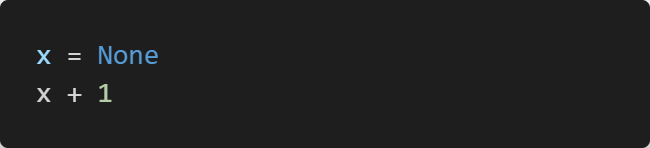 x = None
x + 1